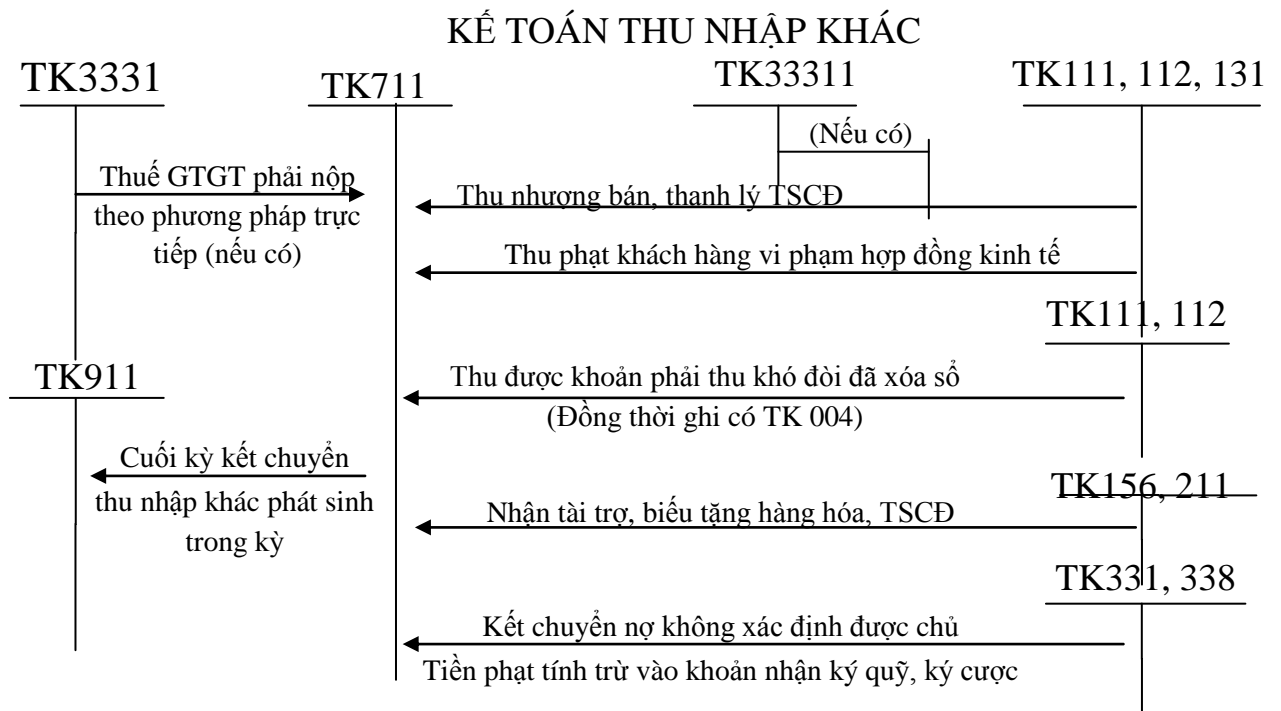 KẾ TOÁN THU NHẬP KHÁC
TK3331
TK711
TK33311
TK111, 112, 131
(Nếu có)
Thuế GTGT phải nộp
theo phương pháp trực
tiếp (nếu có)
Thu nhượng bán, thanh lý TSCĐ
Thu phạt khách hàng vi phạm hợp đồng kinh tế
TK111, 112
TK911
Thu được khoản phải thu khó đòi đã xóa sổ
(Đồng thời ghi có TK 004)
Cuối kỳ kết chuyển
thu nhập khác phát sinh
trong kỳ
TK156, 211
Nhận tài trợ, biếu tặng hàng hóa, TSCĐ
TK331, 338
Kết chuyển nợ không xác định được chủ
Tiền phạt tính trừ vào khoản nhận ký quỹ, ký cược